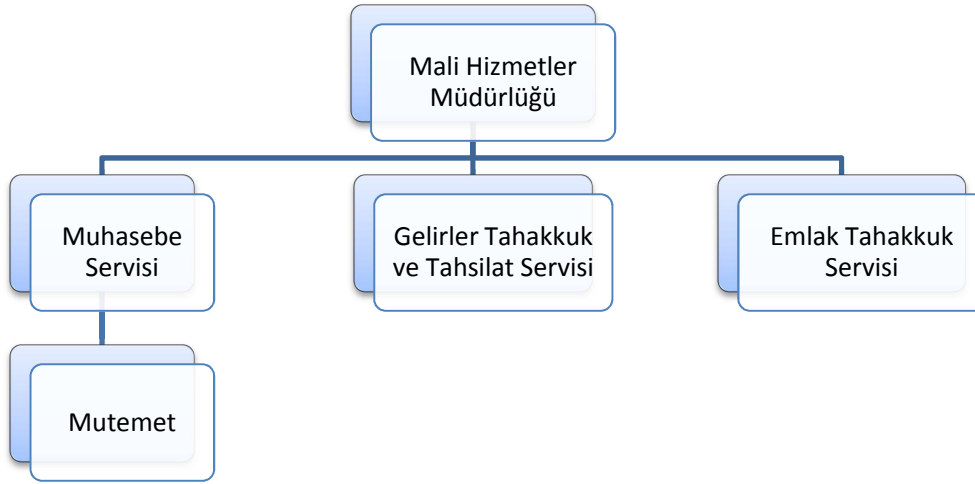 Mali Hizmetler
Müdürlüğü
Muhasebe
Servisi
Gelirler Tahakkuk
ve Tahsilat Servisi
Emlak Tahakkuk
Servisi
Mutemet